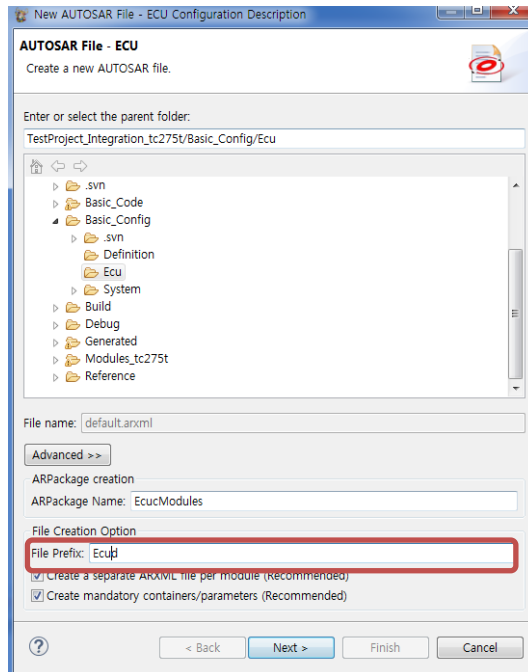 New AUTOSAR File - ECU Configuration Description
AUTOSAR File - ECU
Create a new AUTOSAR file.
Enter or select the parent folder:
TestProject_Integration_tc275t/Basic_Config/Ecu
.svn
Basic_Code
Basic_Config
.svn
Definition
Ecu
System
Build
Debug
Generated
Modules_tc275t
Reference
File name: default.arxml
Advanced >>
ARPackage creation
ARPackage Name: EcucModules
File Creation Option
File Prefix: Ecud
Create a separate ARXML file per module (Recommended)
Create mandatory containers/parameters (Recommended)
? < Back Next > Finish Cancel